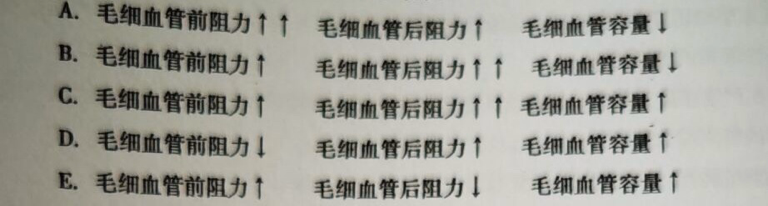 A. 毛细血管前阻力↑↑ 毛细血管后阻力↑ 毛细血管容量↓
B. 毛细血管前阻力↑ 毛细血管后阻力↑↑ 毛细血管容量↓
C. 毛细血管前阻力↑ 毛细血管后阻力↑↑ 毛细血管容量↑
D. 毛细血管前阻力↓ 毛细血管后阻力↑ 毛细血管容量↑
E. 毛细血管前阻力↑ 毛细血管后阻力↓ 毛细血管容量↑